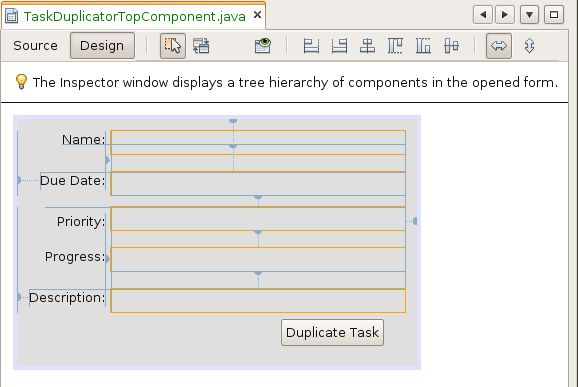 TaskDuplicatorTopComponent.java
Source Design
The Inspector window displays a tree hierarchy of components in the opened form.
Name:
Due Date:
Priority:
Progress:
Description:
Duplicate Task